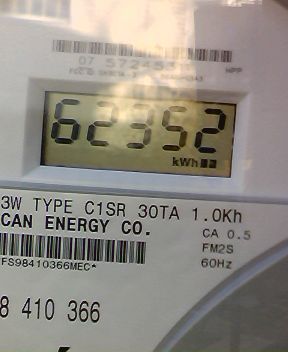 62352
kWh
3W TYPE C1SR 30TA 1.0Kh
CAN ENERGY CO.
CA 0.5
FM2S
60Hz
*FS98410366MEC*
8 410 366